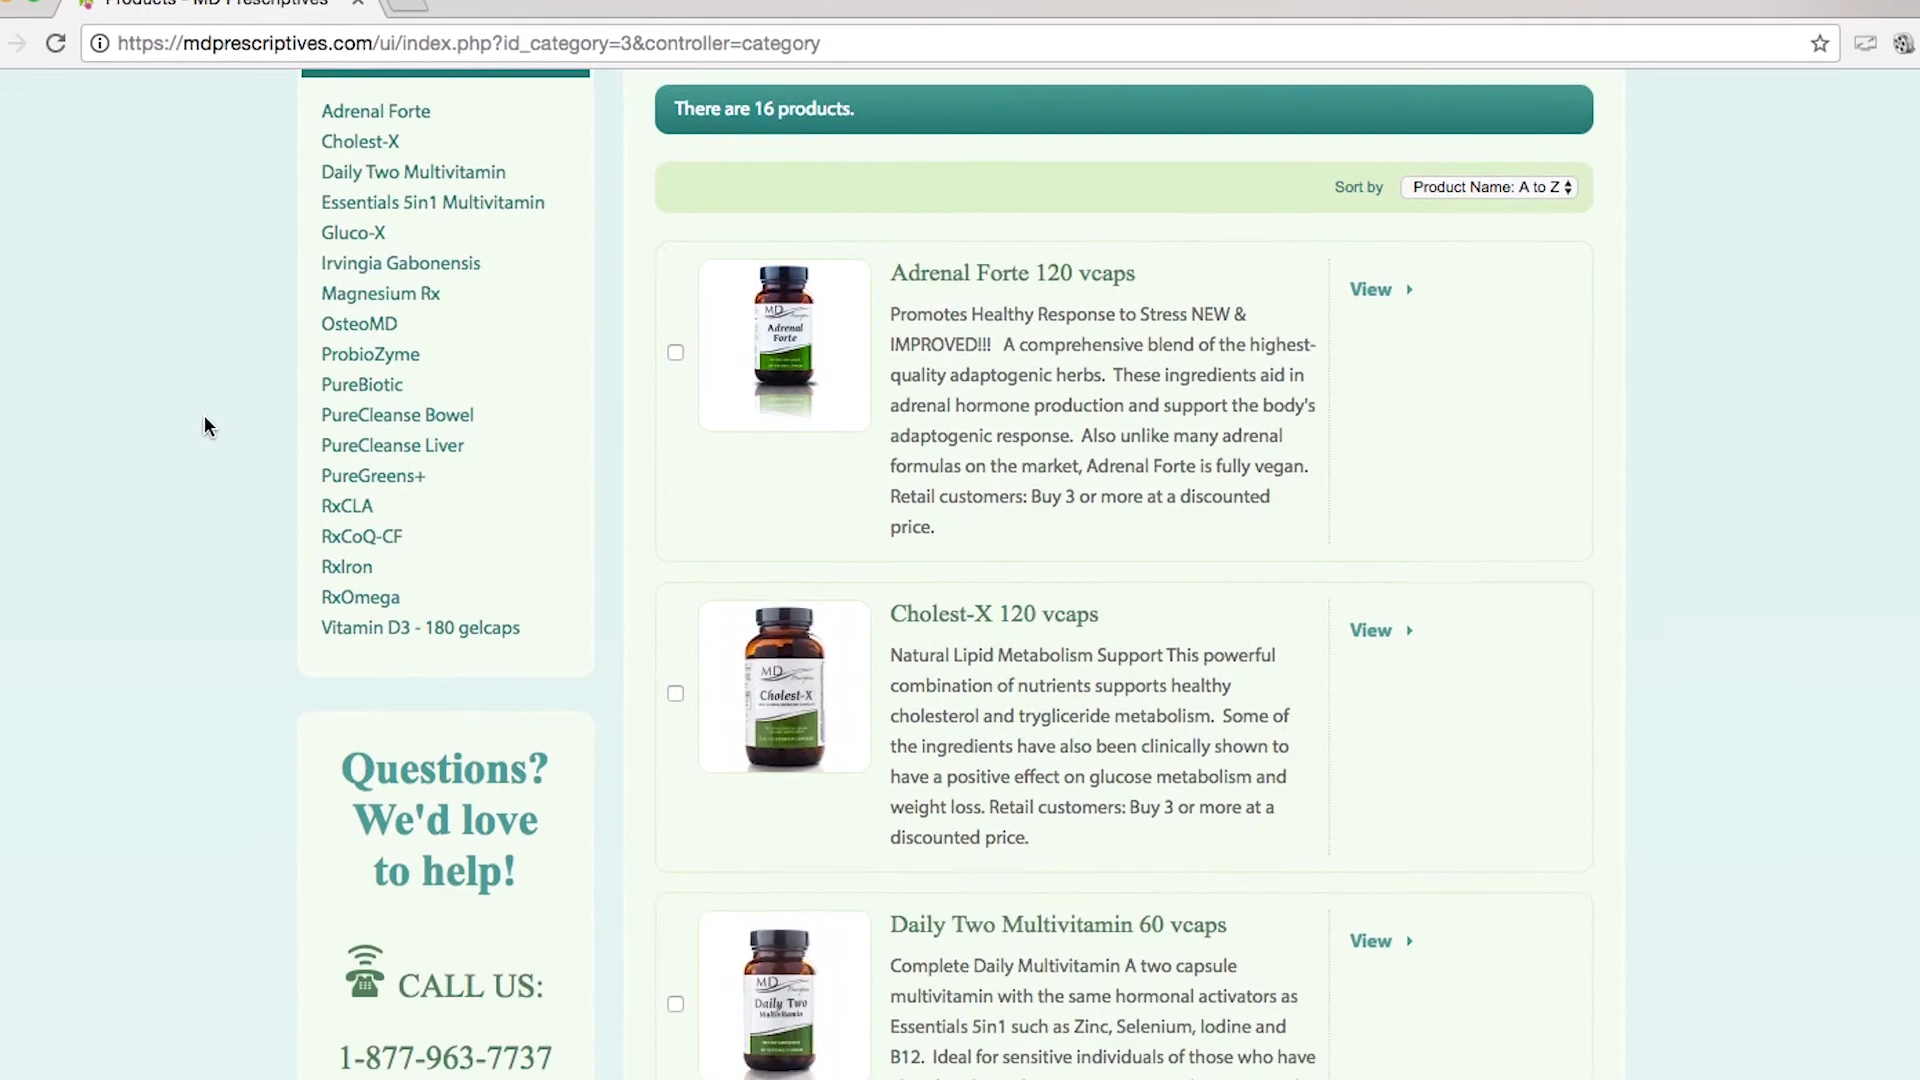 Products - MD Prescriptives
https://mdprescriptives.com/ui/index.php?id_category=3&controller=category
Adrenal Forte
Cholest-X
Daily Two Multivitamin
Essentials 5in1 Multivitamin
Gluco-X
Irvingia Gabonensis
Magnesium Rx
OsteoMD
ProbioZyme
PureBiotic
PureCleanse Bowel
PureCleanse Liver
PureGreens+
RxCLA
RxCoQ-CF
RxIron
RxOmega
Vitamin D3 - 180 gelcaps
Questions?
We'd love
to help!
CALL US:
1-877-963-7737
There are 16 products.
Sort by
Product Name: A to Z
MD
Adrenal
Forte
Adrenal Forte 120 vcaps
Promotes Healthy Response to Stress NEW &
IMPROVED!!! A comprehensive blend of the highest-
quality adaptogenic herbs. These ingredients aid in
adrenal hormone production and support the body's
adaptogenic response. Also unlike many adrenal
formulas on the market, Adrenal Forte is fully vegan.
Retail customers: Buy 3 or more at a discounted
price.
View
MD
Cholest-X
Cholest-X 120 vcaps
Natural Lipid Metabolism Support This powerful
combination of nutrients supports healthy
cholesterol and trygliceride metabolism. Some of
the ingredients have also been clinically shown to
have a positive effect on glucose metabolism and
weight loss. Retail customers: Buy 3 or more at a
discounted price.
View
MD
Daily Two
Multivitamin
Daily Two Multivitamin 60 vcaps
Complete Daily Multivitamin A two capsule
multivitamin with the same hormonal activators as
Essentials 5in1 such as Zinc, Selenium, Iodine and
B12. Ideal for sensitive individuals of those who have
View